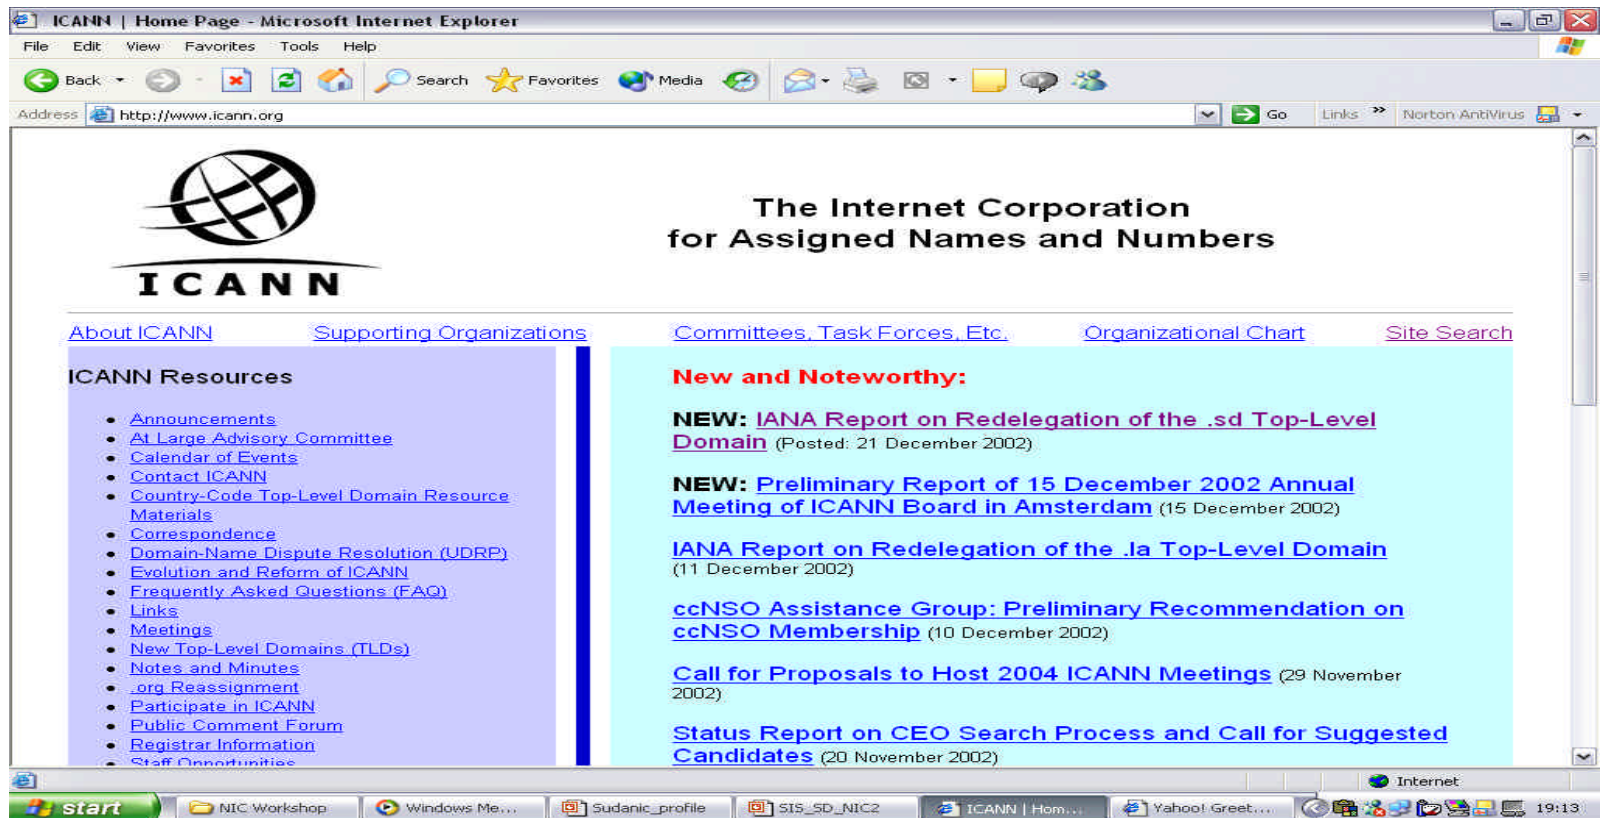 ICANN | Home Page - Microsoft Internet Explorer
File Edit View Favorites Tools Help
Back Search Favorites Media
Address http://www.icann.org Go Links » Norton AntiVirus
ICANN
The Internet Corporation
for Assigned Names and Numbers
About ICANN Supporting Organizations Committees, Task Forces, Etc. Organizational Chart Site Search
ICANN Resources
Announcements
At Large Advisory Committee
Calendar of Events
Contact ICANN
Country-Code Top-Level Domain Resource
Materials
Correspondence
Domain-Name Dispute Resolution (UDRP)
Evolution and Reform of ICANN
Frequently Asked Questions (FAQ)
Links
Meetings
New Top-Level Domains (TLDs)
Notes and Minutes
.org Reassignment
Participate in ICANN
Public Comment Forum
Registrar Information
Staff Opportunities
New and Noteworthy:
NEW: IANA Report on Redelegation of the .sd Top-Level
Domain (Posted: 21 December 2002)
NEW: Preliminary Report of 15 December 2002 Annual
Meeting of ICANN Board in Amsterdam (15 December 2002)
IANA Report on Redelegation of the .la Top-Level Domain
(11 December 2002)
ccNSO Assistance Group: Preliminary Recommendation on
ccNSO Membership (10 December 2002)
Call for Proposals to Host 2004 ICANN Meetings (29 November
2002)
Status Report on CEO Search Process and Call for Suggested
Candidates (20 November 2002)
Internet
start NIC Workshop Windows Me... Sudanic_profile SIS_SD_NIC2 ICANN | Hom... Yahoo! Greet... 19:13